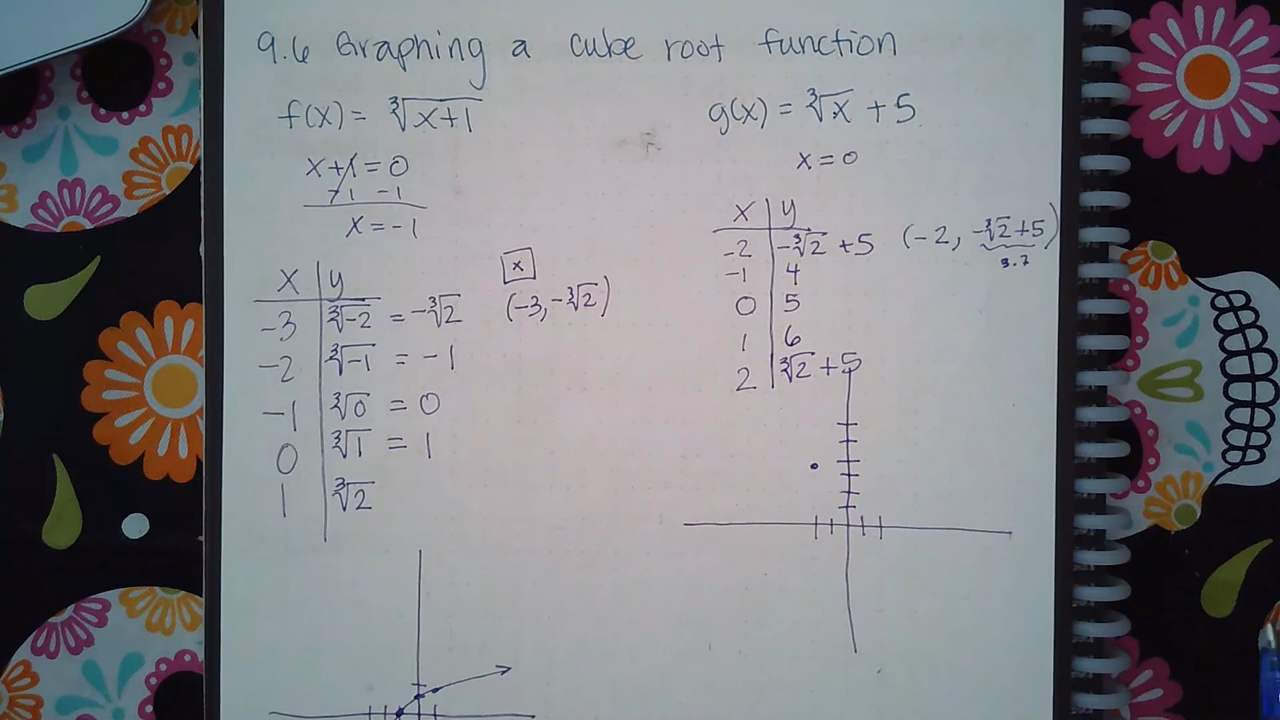 9.6 Graphing a cube root function
f(x) = ∛(x+1)
x+1 = 0
-1 -1
x = -1
x | y
-3 | ∛-2 = -∛2
-2 | ∛-1 = -1
-1 | ∛0 = 0
0 | ∛1 = 1
1 | ∛2
x
(-3, -∛2)
g(x) = ∛x + 5
x = 0
x | y
-2 | -∛2 + 5
-1 | 4
0 | 5
1 | 6
2 | ∛2 + 5
(-2, -∛2+5)
3.7